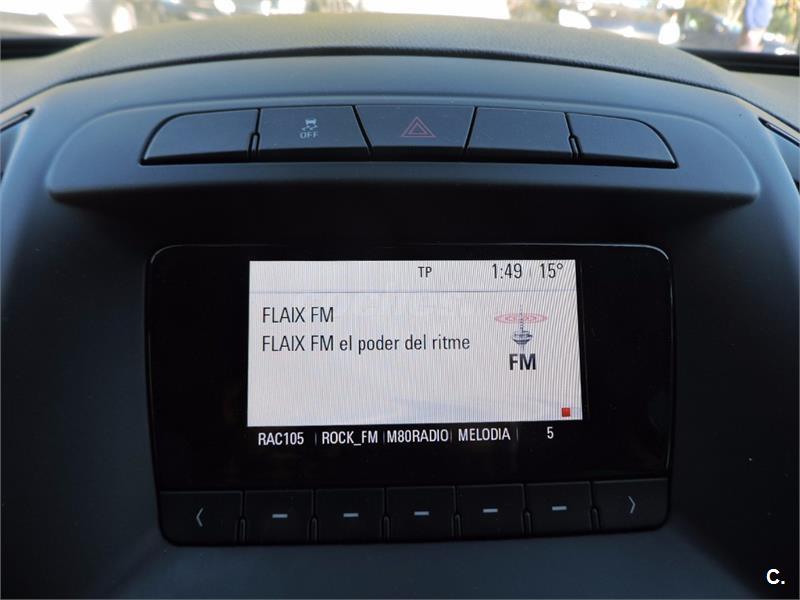 OFF
TP 1:49 15°
FLAIX FM
FLAIX FM el poder del ritme
FM
RAC105 ROCK_FM M80RADIO MELODIA 5
C.